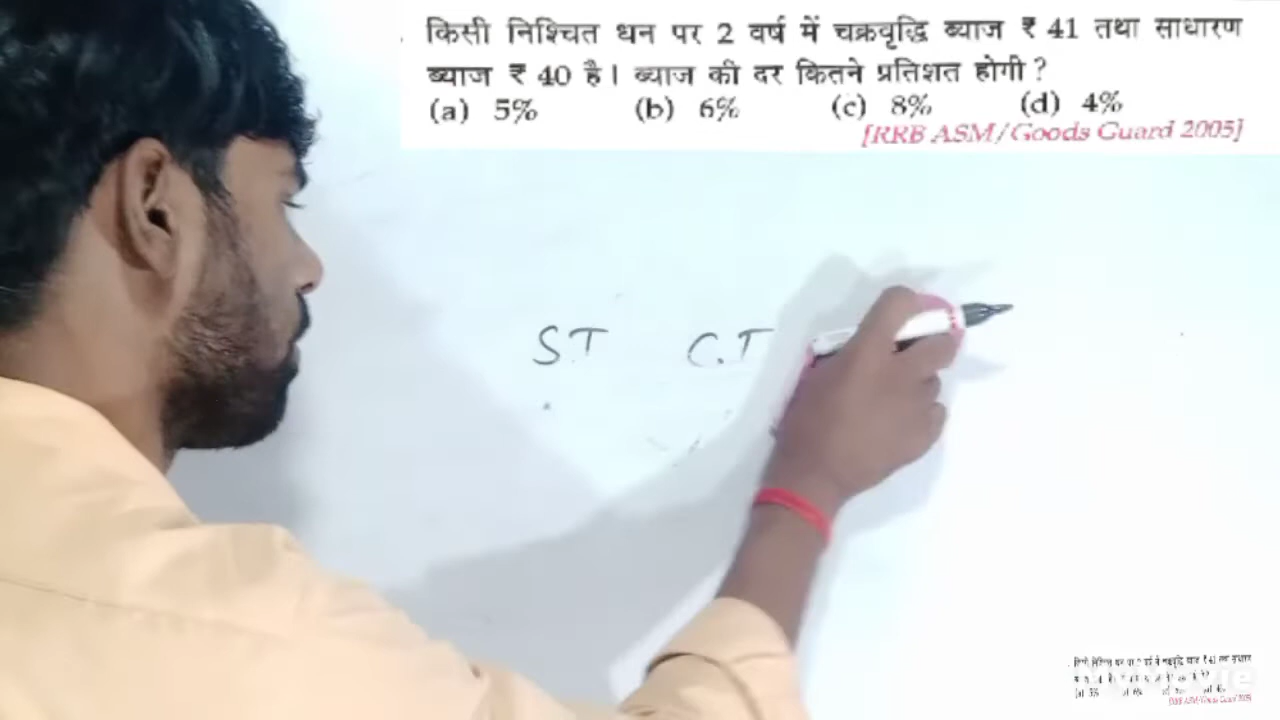 किसी निश्चित धन पर 2 वर्ष में चक्रवृद्धि ब्याज ₹ 41 तथा साधारण
ब्याज ₹ 40 है। ब्याज की दर कितने प्रतिशत होगी ?
(a) 5% (b) 6% (c) 8% (d) 4%
[RRB ASM/Goods Guard 2005]
S.I C.I